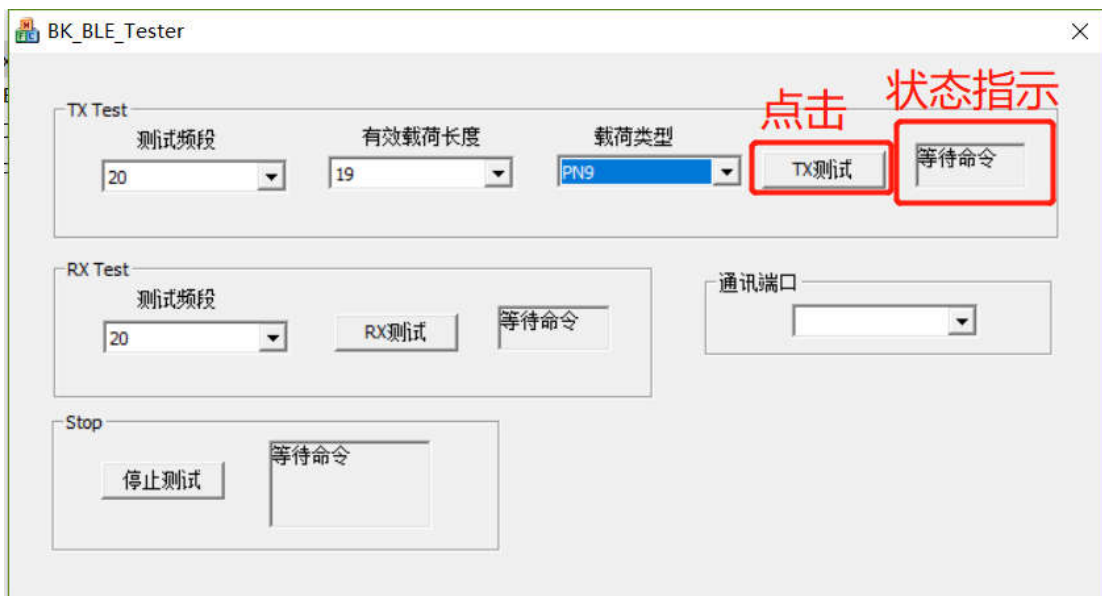 BK_BLE_Tester
点击
状态指示
TX Test
测试频段
有效载荷长度
载荷类型
20
19
PN9
TX测试
等待命令
RX Test
测试频段
20
RX测试
等待命令
通讯端口
Stop
停止测试
等待命令